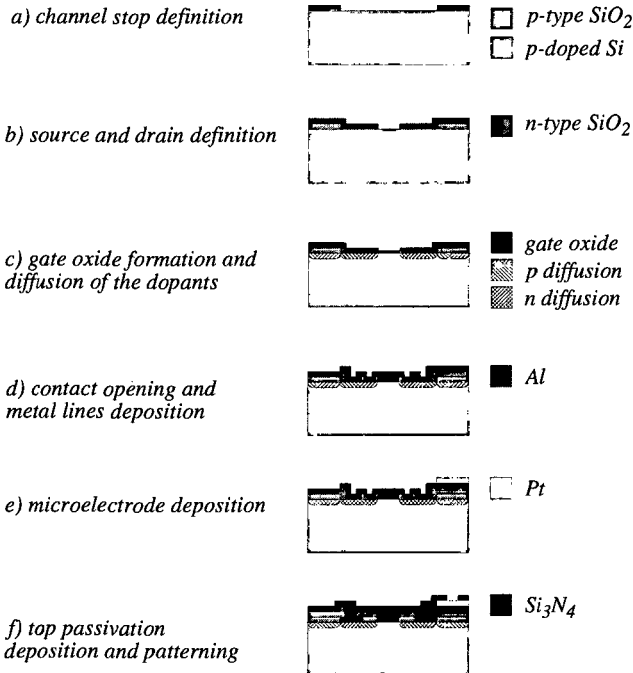 a) channel stop definition
p-type SiO2
p-doped Si
b) source and drain definition
n-type SiO2
c) gate oxide formation and
diffusion of the dopants
gate oxide
p diffusion
n diffusion
d) contact opening and
metal lines deposition
Al
e) microelectrode deposition
Pt
f) top passivation
deposition and patterning
Si3N4